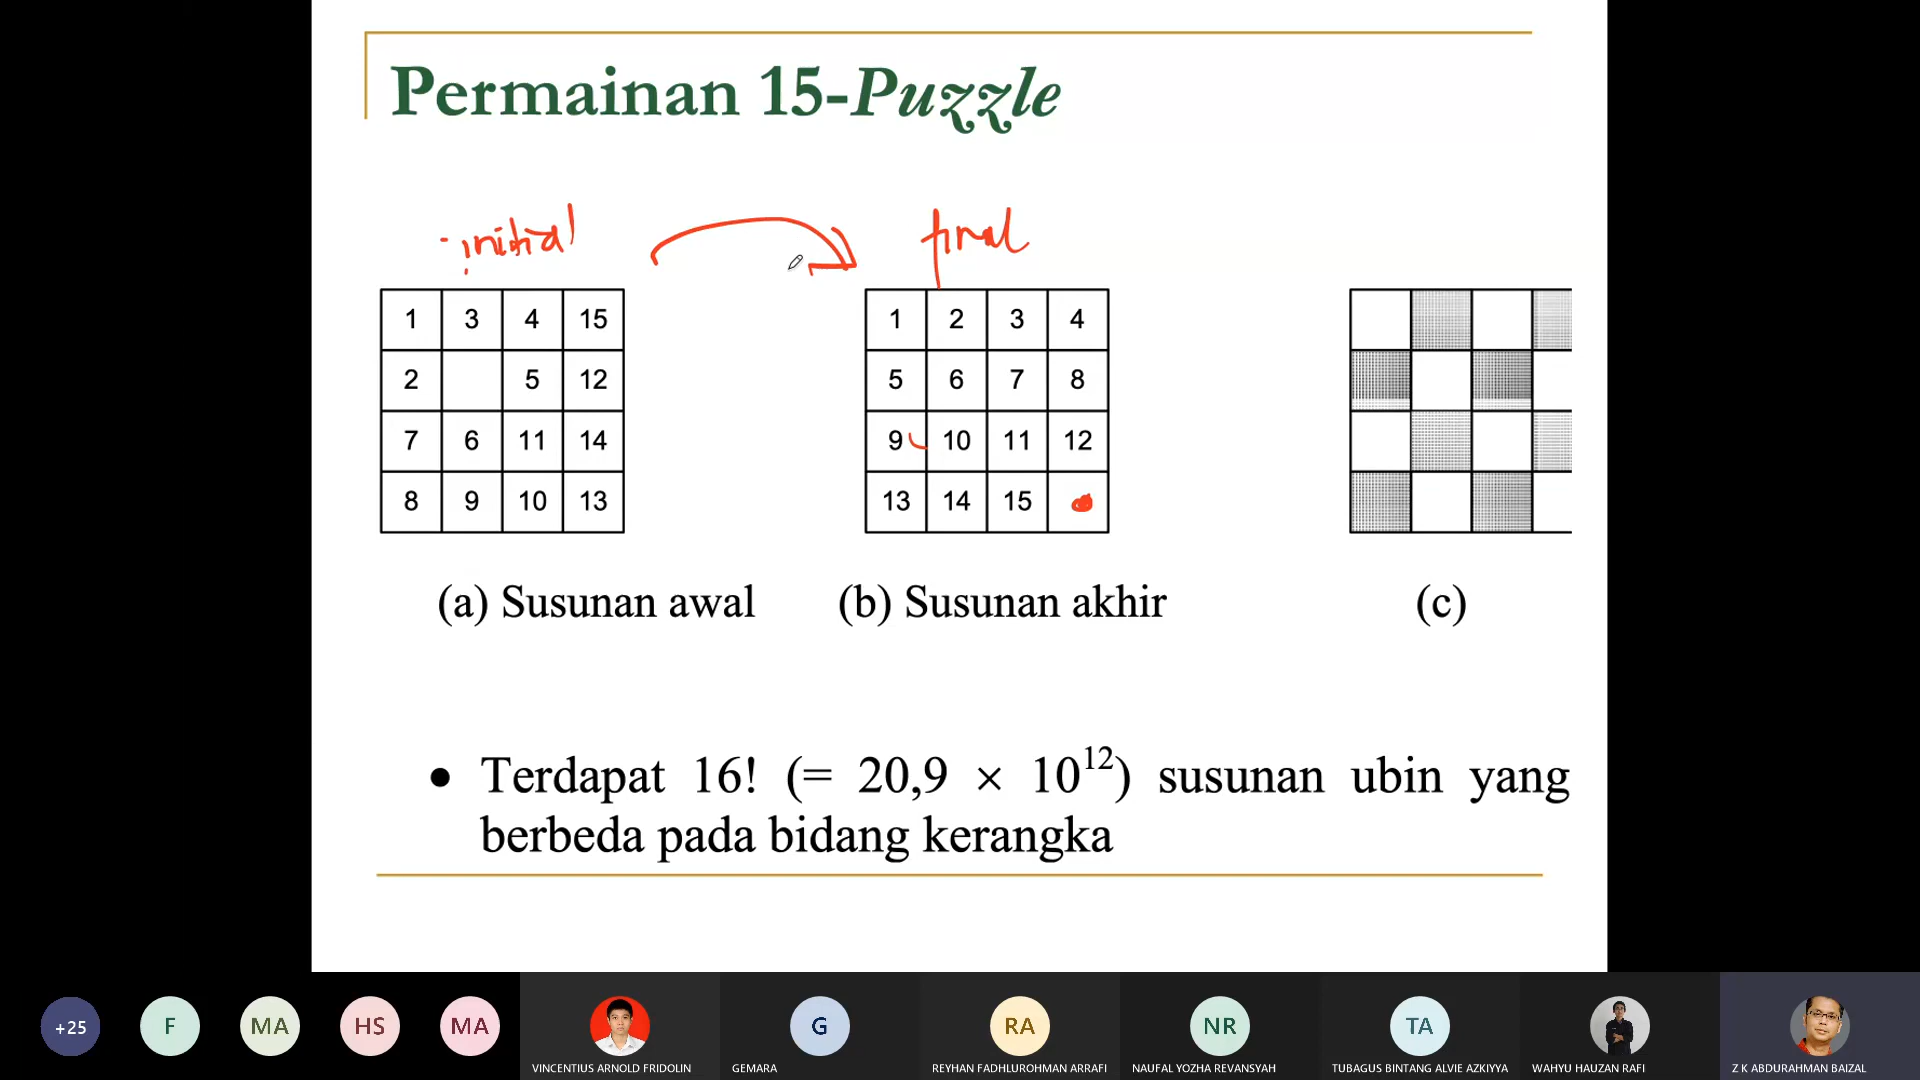 Permainan 15-Puzzle
initial
final
1 3 4 15
2 5 12
7 6 11 14
8 9 10 13
1 2 3 4
5 6 7 8
9 10 11 12
13 14 15
(a) Susunan awal
(b) Susunan akhir
(c)
• Terdapat 16! (= 20,9 × 10¹²) susunan ubin yang
berbeda pada bidang kerangka
+25
F
MA
HS
MA
G
RA
NR
TA
VINCENTIUS ARNOLD FRIDOLIN
GEMARA
REYHAN FADHLUROHMAN ARRAFI
NAUFAL YOZHA REVANSYAH
TUBAGUS BINTANG ALVIE AZKIYYA
WAHYU HAUZAN RAFI
Z K ABDURAHMAN BAIZAL